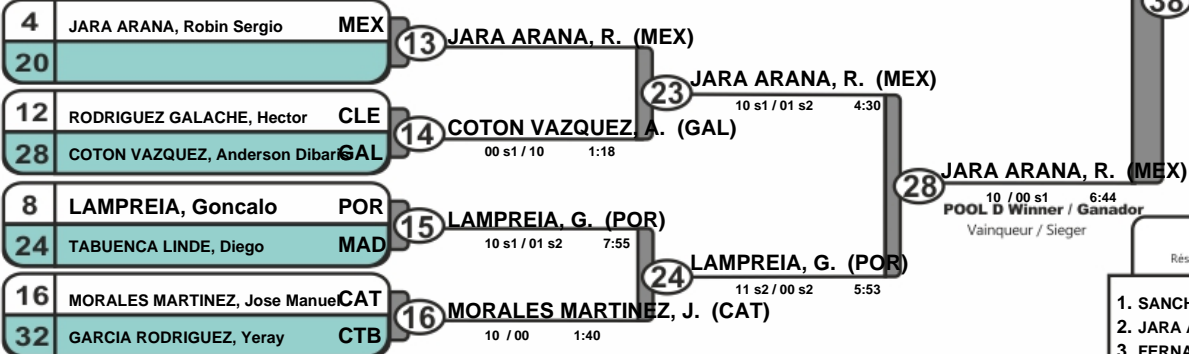 38
4 JARA ARANA, Robin Sergio MEX
20
13 JARA ARANA, R. (MEX)
12 RODRIGUEZ GALACHE, Hector CLE
28 COTON VAZQUEZ, Anderson GAL
14 COTON VAZQUEZ, A. (GAL)
00 s1 / 10 1:18
23 JARA ARANA, R. (MEX)
10 s1 / 01 s2 4:30
8 LAMPREIA, Goncalo POR
24 TABUENCA LINDE, Diego MAD
15 LAMPREIA, G. (POR)
10 s1 / 01 s2 7:55
16 MORALES MARTINEZ, Jose Manuel CAT
32 GARCIA RODRIGUEZ, Yeray CTB
16 MORALES MARTINEZ, J. (CAT)
10 / 00 1:40
24 LAMPREIA, G. (POR)
11 s2 / 00 s2 5:53
28 JARA ARANA, R. (MEX)
10 / 00 s1 6:44
POOL D Winner / Ganador
Vainqueur / Sieger
1. SANCH
2. JARA A
3. FERNA